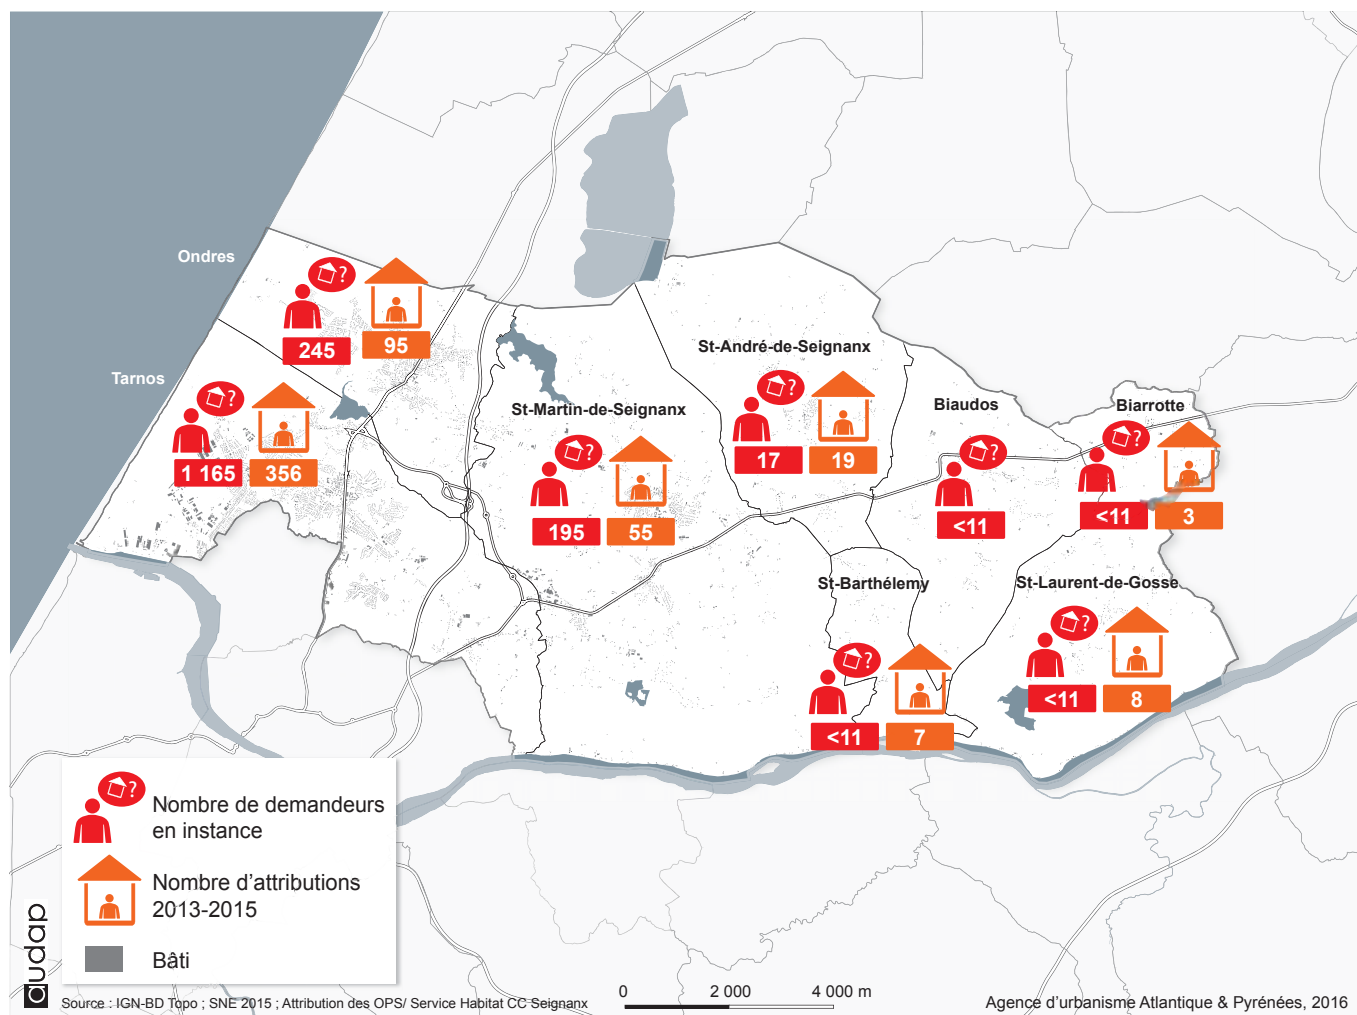 Ondres
?
245
95
Tarnos
?
1 165
356
St-Martin-de-Seignanx
?
195
55
St-André-de-Seignanx
?
17
19
Biaudos
?
<11
Biarrotte
?
<11
3
St-Barthélemy
?
<11
7
St-Laurent-de-Gosse
?
<11
8
?
Nombre de demandeurs
en instance
Nombre d'attributions
2013-2015
Bâti
audap
Source : IGN-BD Topo ; SNE 2015 ; Attribution des OPS/ Service Habitat CC Seignanx
0 2 000 4 000 m
Agence d'urbanisme Atlantique & Pyrénées, 2016